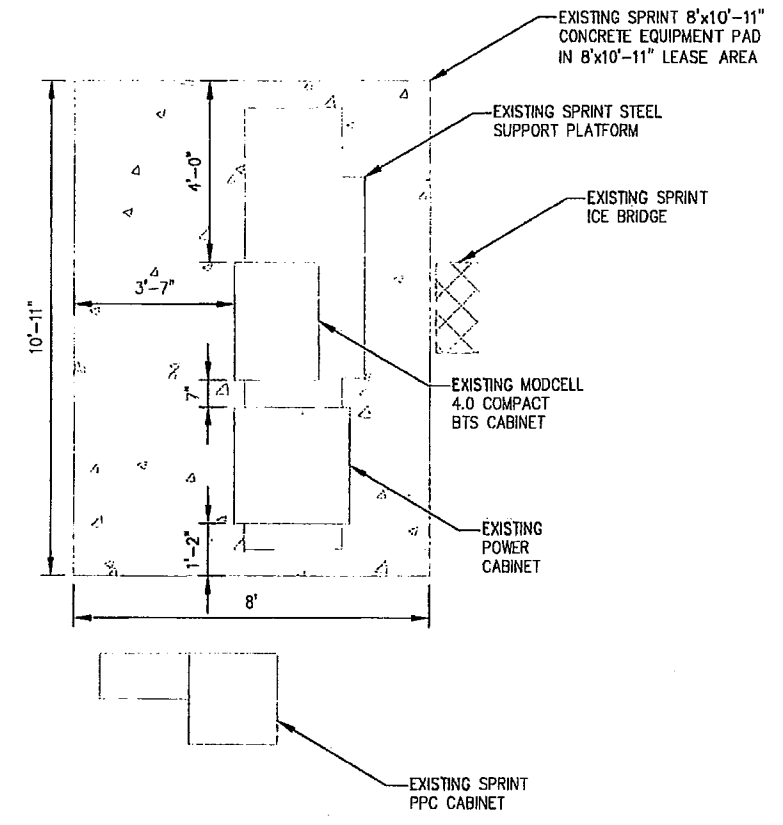 EXISTING SPRINT 8'x10'-11"
CONCRETE EQUIPMENT PAD
IN 8'x10'-11" LEASE AREA
EXISTING SPRINT STEEL
SUPPORT PLATFORM
4'-0"
EXISTING SPRINT
ICE BRIDGE
3'-7"
10'-11"
7"
EXISTING MODCELL
4.0 COMPACT
BTS CABINET
1'-2"
EXISTING
POWER
CABINET
8'
EXISTING SPRINT
PPC CABINET